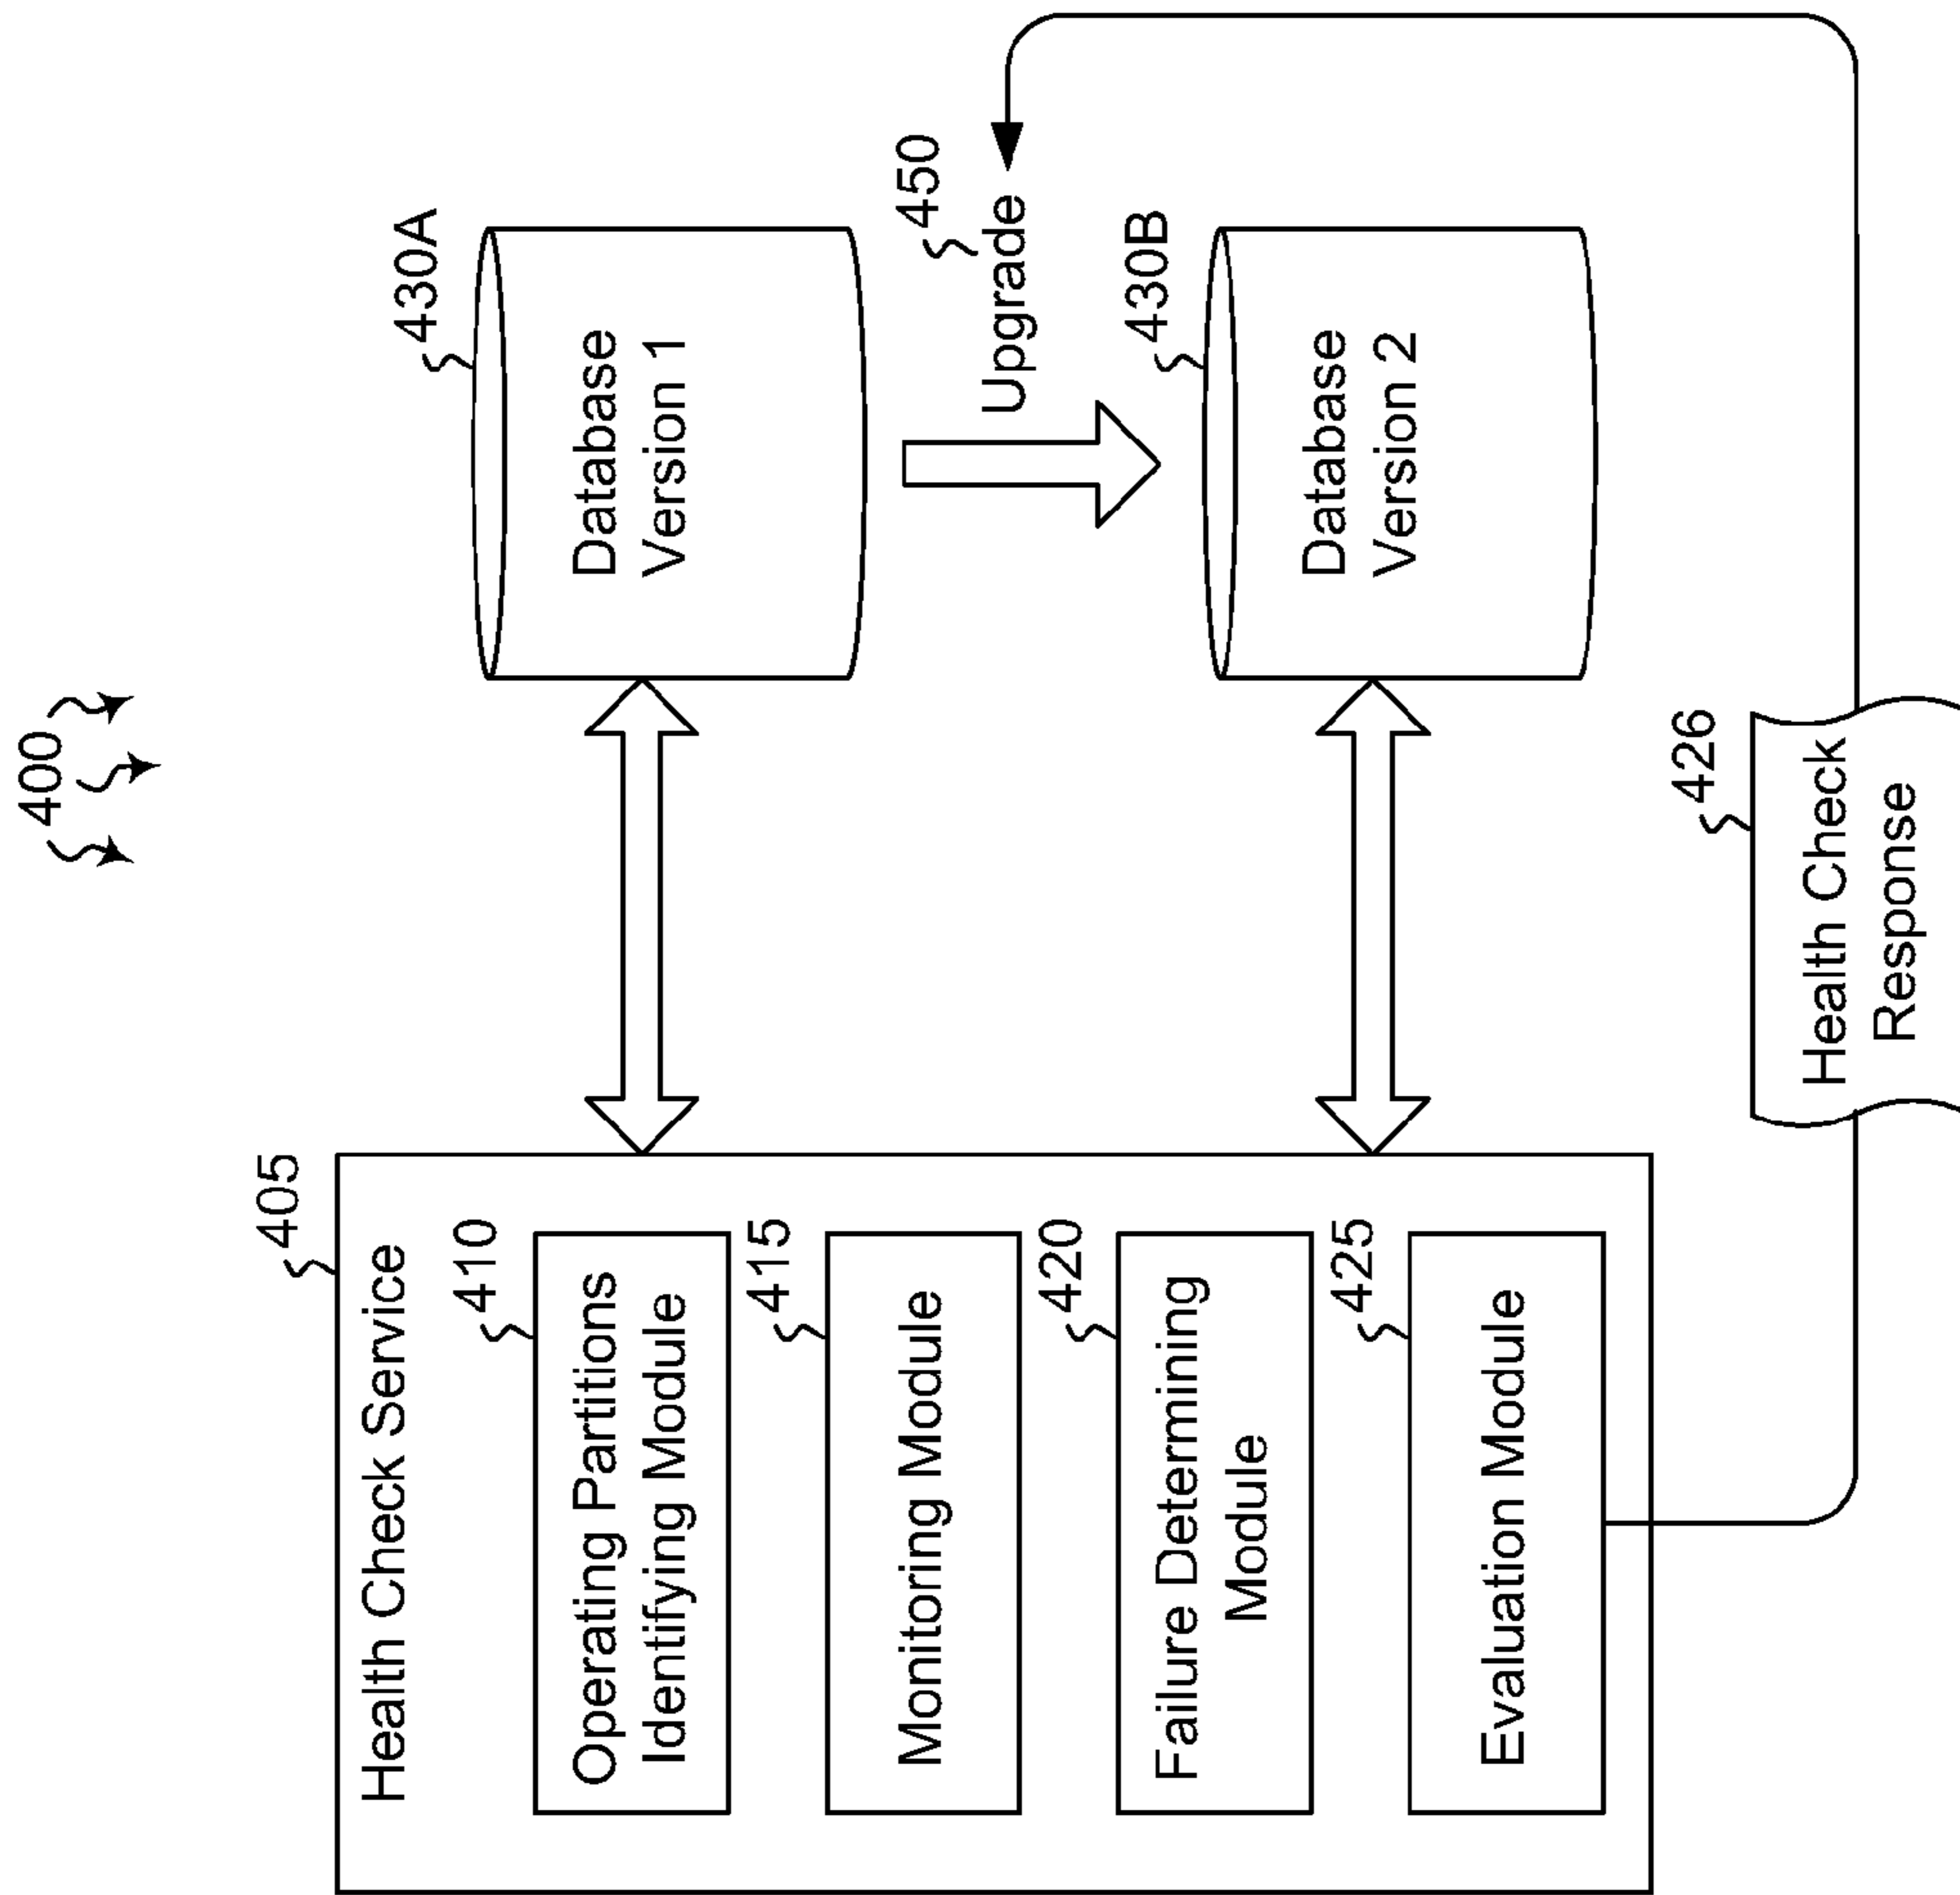 400
405
Health Check Service
410
Operating Partitions
Identifying Module
415
Monitoring Module
420
Failure Determining
Module
425
Evaluation Module
430A
Database
Version 1
450
Upgrade
430B
Database
Version 2
426
Health Check
Response